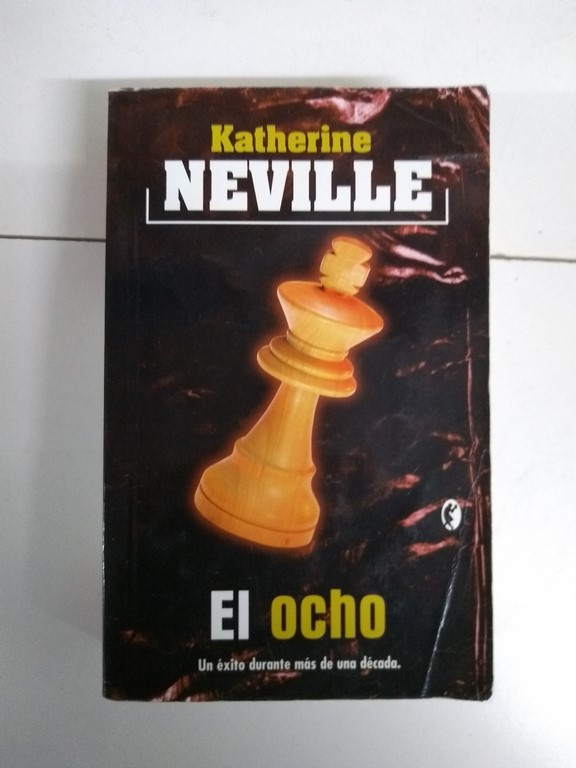 Katherine
NEVILLE
El ocho
Un éxito durante más de una década.